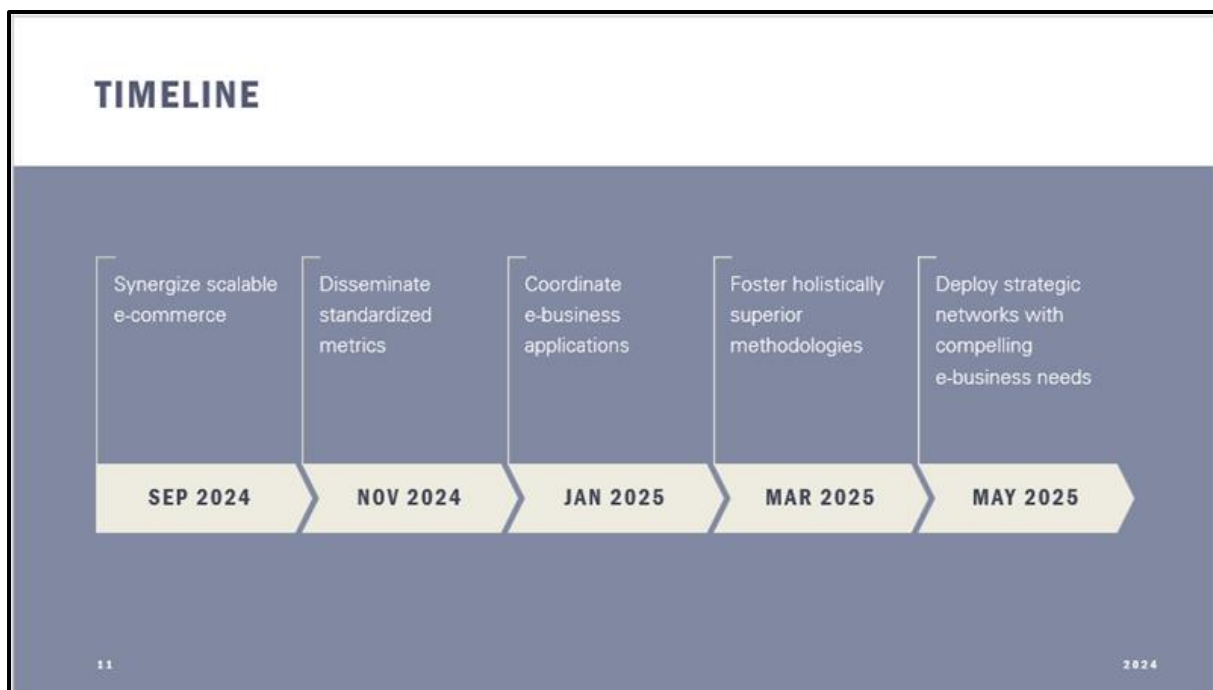 TIMELINE
Synergize scalable
e-commerce
Disseminate
standardized
metrics
Coordinate
e-business
applications
Foster holistically
superior
methodologies
Deploy strategic
networks with
compelling
e-business needs
SEP 2024
NOV 2024
JAN 2025
MAR 2025
MAY 2025
11
2024